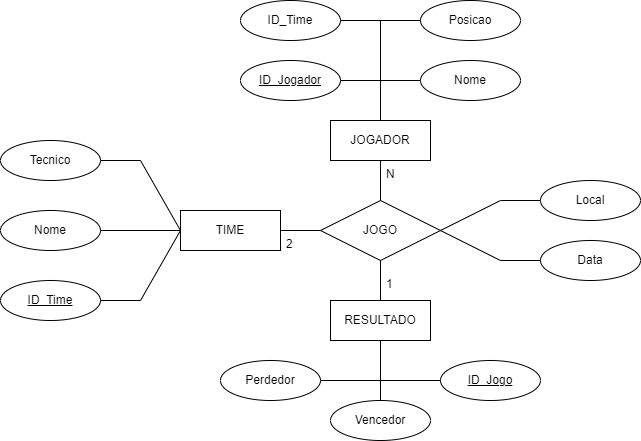 ID_Time
Posicao
ID_Jogador
Nome
JOGADOR
Tecnico
N
Nome
TIME
2
JOGO
Local
Data
ID_Time
1
RESULTADO
Perdedor
ID_Jogo
Vencedor